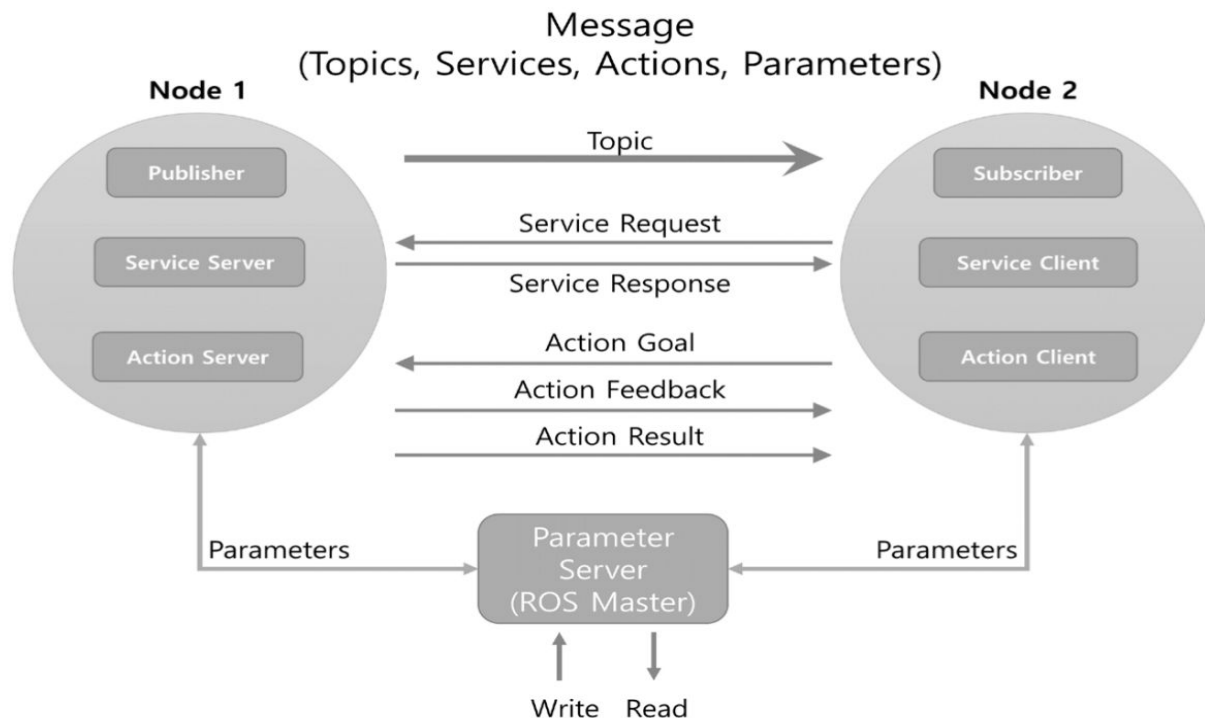 Message
(Topics, Services, Actions, Parameters)
Node 1
Node 2
Publisher
Topic
Subscriber
Service Request
Service Server
Service Client
Service Response
Action Goal
Action Server
Action Client
Action Feedback
Action Result
Parameters
Parameter
Server
(ROS Master)
Parameters
Write
Read